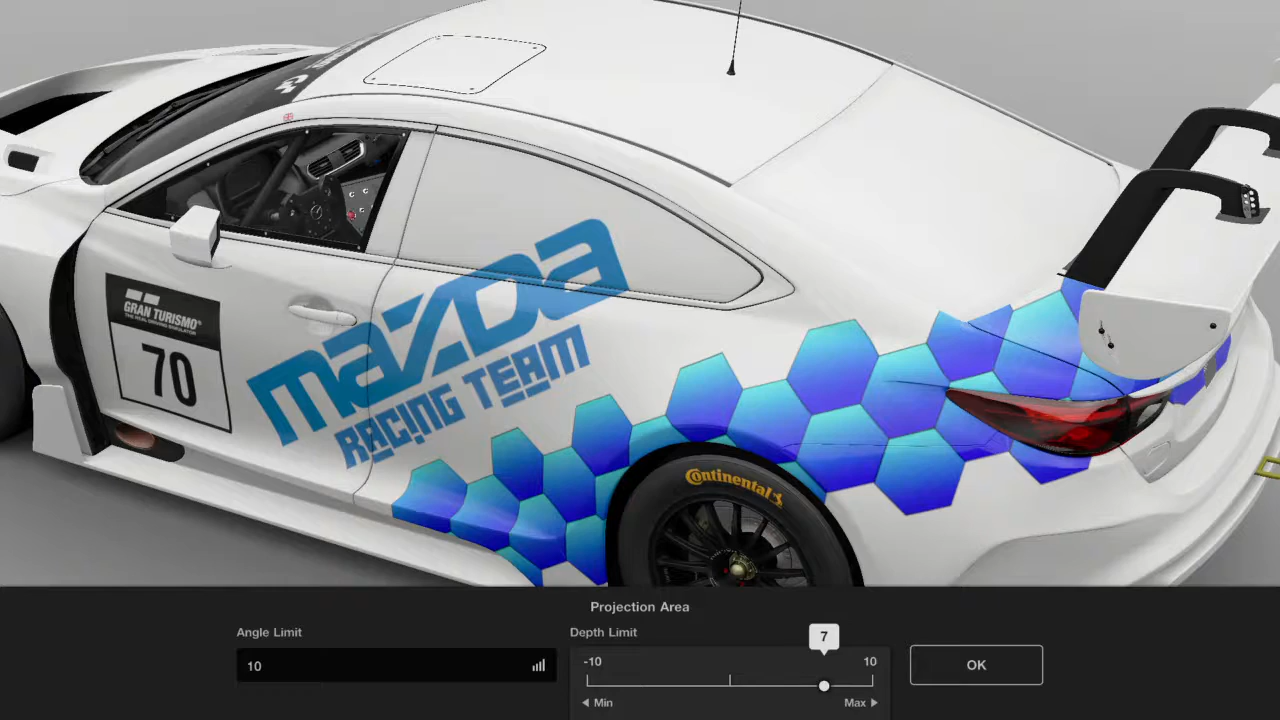 GT
GRAN TURISMO
THE REAL DRIVING SIMULATOR
70
mazDa
RACING TEAM
Continental
Projection Area
Angle Limit
10
Depth Limit
7
-10
10
Min
Max
OK